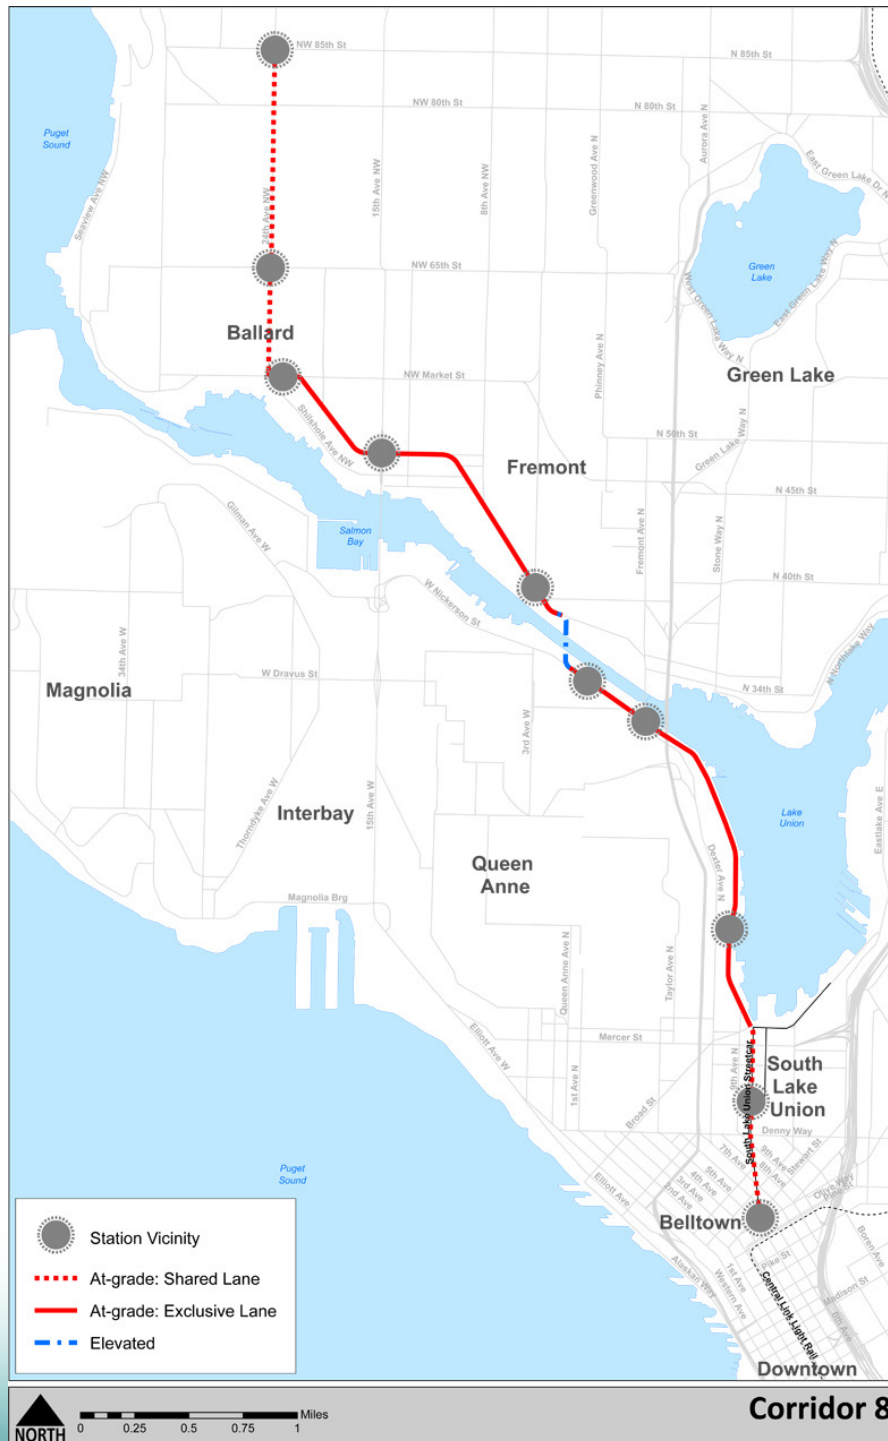 NW 85th St
N 85th St
NW 80th St
N 80th St
Puget
Sound
Seaview Ave NW
24th Ave NW
15th Ave NW
8th Ave NW
Greenwood Ave N
Aurora Ave N
East Green Lake Dr N
Green
Lake
NW 65th St
West Green Lake Way N
East Green Lake Way N
Ballard
Phinney Ave N
Green Lake
NW Market St
Shilshole Ave NW
N 50th St
Green Lake Way N
Fremont
N 45th St
Gilman Ave W
Salmon
Bay
Fremont Ave N
Stone Way N
W Nickerson St
N 40th St
34th Ave W
W Dravus St
N Northlake Way
Magnolia
3rd Ave W
N 34th St
Thorndyke Ave W
15th Ave W
Interbay
Lake
Union
Eastlake Ave E
Queen
Anne
Dexter Ave N
Magnolia Brg
Queen Anne Ave N
Taylor Ave N
Elliott Ave W
Mercer St
1st Ave N
9th Ave N
South Lake Union Streetcar
South
Lake
Union
Broad St
Denny Way
Puget
Sound
Elliott Ave
7th Ave
9th Ave
8th Ave
Stewart St
5th Ave
4th Ave
3rd Ave
2nd Ave
Olive Way
Pine St
Belltown
Boren Ave
Alaskan Way
1st Ave
Western Ave
Pike St
Madison St
6th Ave
Central Link Light Rail
Downtown
Station Vicinity
At-grade: Shared Lane
At-grade: Exclusive Lane
Elevated
NORTH
0 0.25 0.5 0.75 1
Miles
Corridor 8